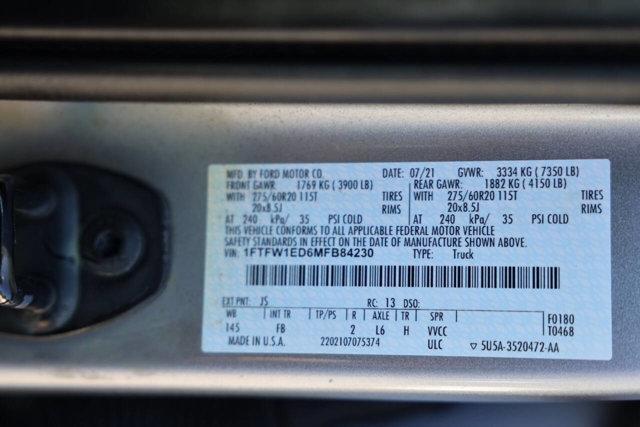 MFD. BY FORD MOTOR CO. 07/21 GVWR: 3334 KG ( 7350 LB)
FRONT GAWR: 1769 KG ( 3900 LB) REAR GAWR: 1882 KG ( 4150 LB)
WITH 275/60R20 115T TIRES WITH 275/60R20 115T TIRES
20x8.5J RIMS 20x8.5J RIMS
AT 240 kPa/ 35 PSI COLD AT 240 kPa/ 35 PSI COLD
THIS VEHICLE CONFORMS TO ALL APPLICABLE FEDERAL MOTOR VEHICLE
SAFETY STANDARDS IN EFFECT ON THE DATE OF MANUFACTURE SHOWN ABOVE.
VIN: 1FTFW1ED6MFB84230 TYPE: Truck
EXT PNT: JS RC: 13 DSO:
WB INT TR TP/PS R AXLE TR SPR F0180
145 FB 2 L6 H VVCC T0468
MADE IN U.S.A. 2202107075374 ULC ▽ 5U5A-3520472-AA